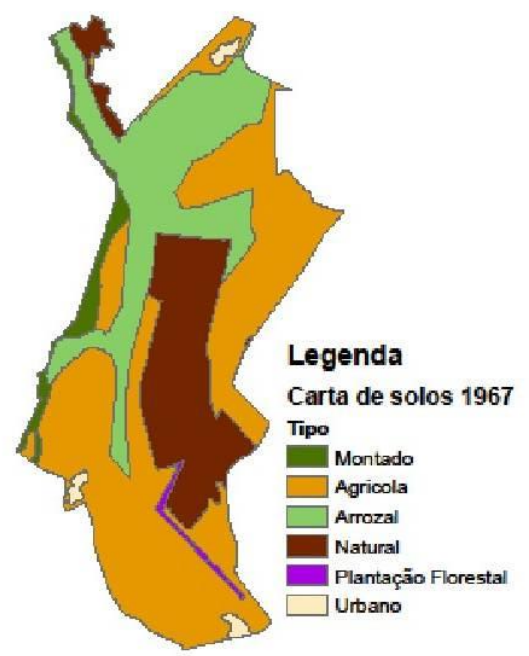 Legenda
Carta de solos 1967
Tipo
Montado
Agricola
Arrozal
Natural
Plantação Florestal
Urbano